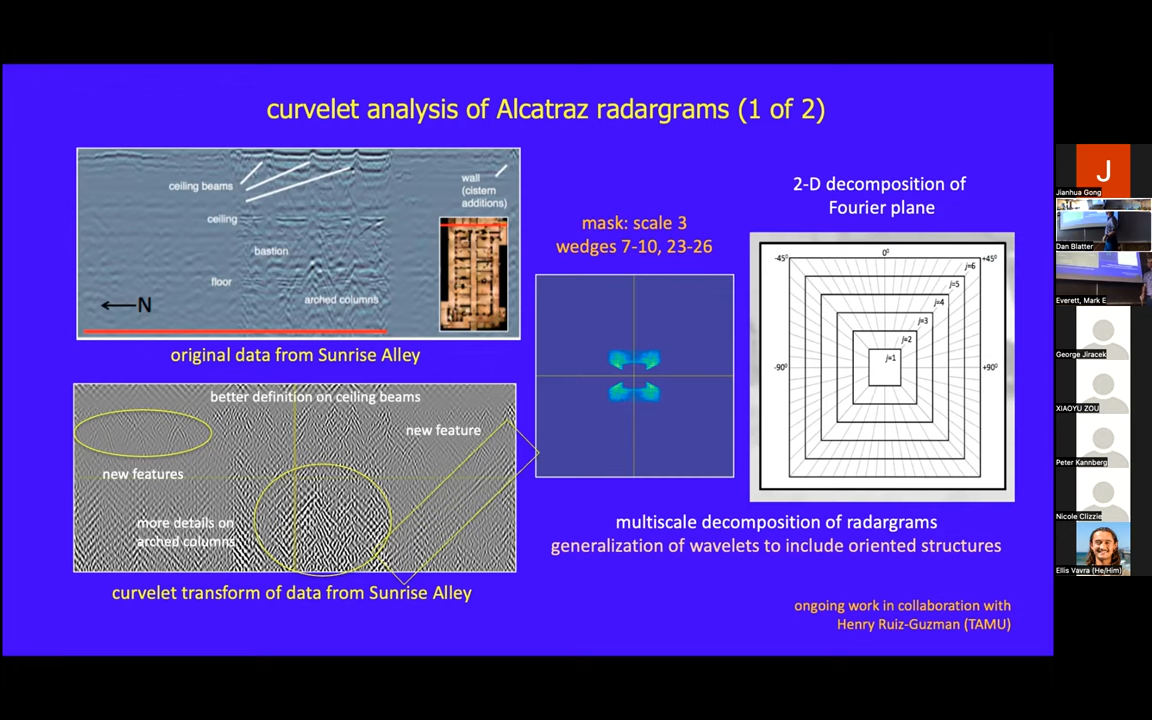 curvelet analysis of Alcatraz radargrams (1 of 2)
ceiling beams
wall
(cistern
additions)
ceiling
bastion
floor
arched columns
N
original data from Sunrise Alley
better definition on ceiling beams
new feature
new features
more details on
arched columns
curvelet transform of data from Sunrise Alley
mask: scale 3
wedges 7-10, 23-26
2-D decomposition of
Fourier plane
-45⁰
0⁰
+45⁰
j=6
j=5
j=4
j=3
j=2
j=1
-90⁰
+90⁰
multiscale decomposition of radargrams
generalization of wavelets to include oriented structures
ongoing work in collaboration with
Henry Ruiz-Guzman (TAMU)
J
Jianhua Gong
Dan Blatter
Everett, Mark E
George Jiracek
XIAOYU ZOU
Peter Kannberg
Nicole Clizzie
Ellis Vavra (He/Him)